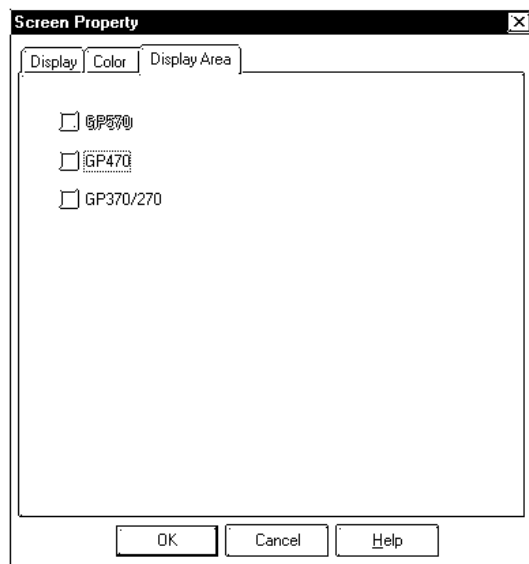 Screen Property
Display Color Display Area
GP570
GP470
GP370/270
OK Cancel Help